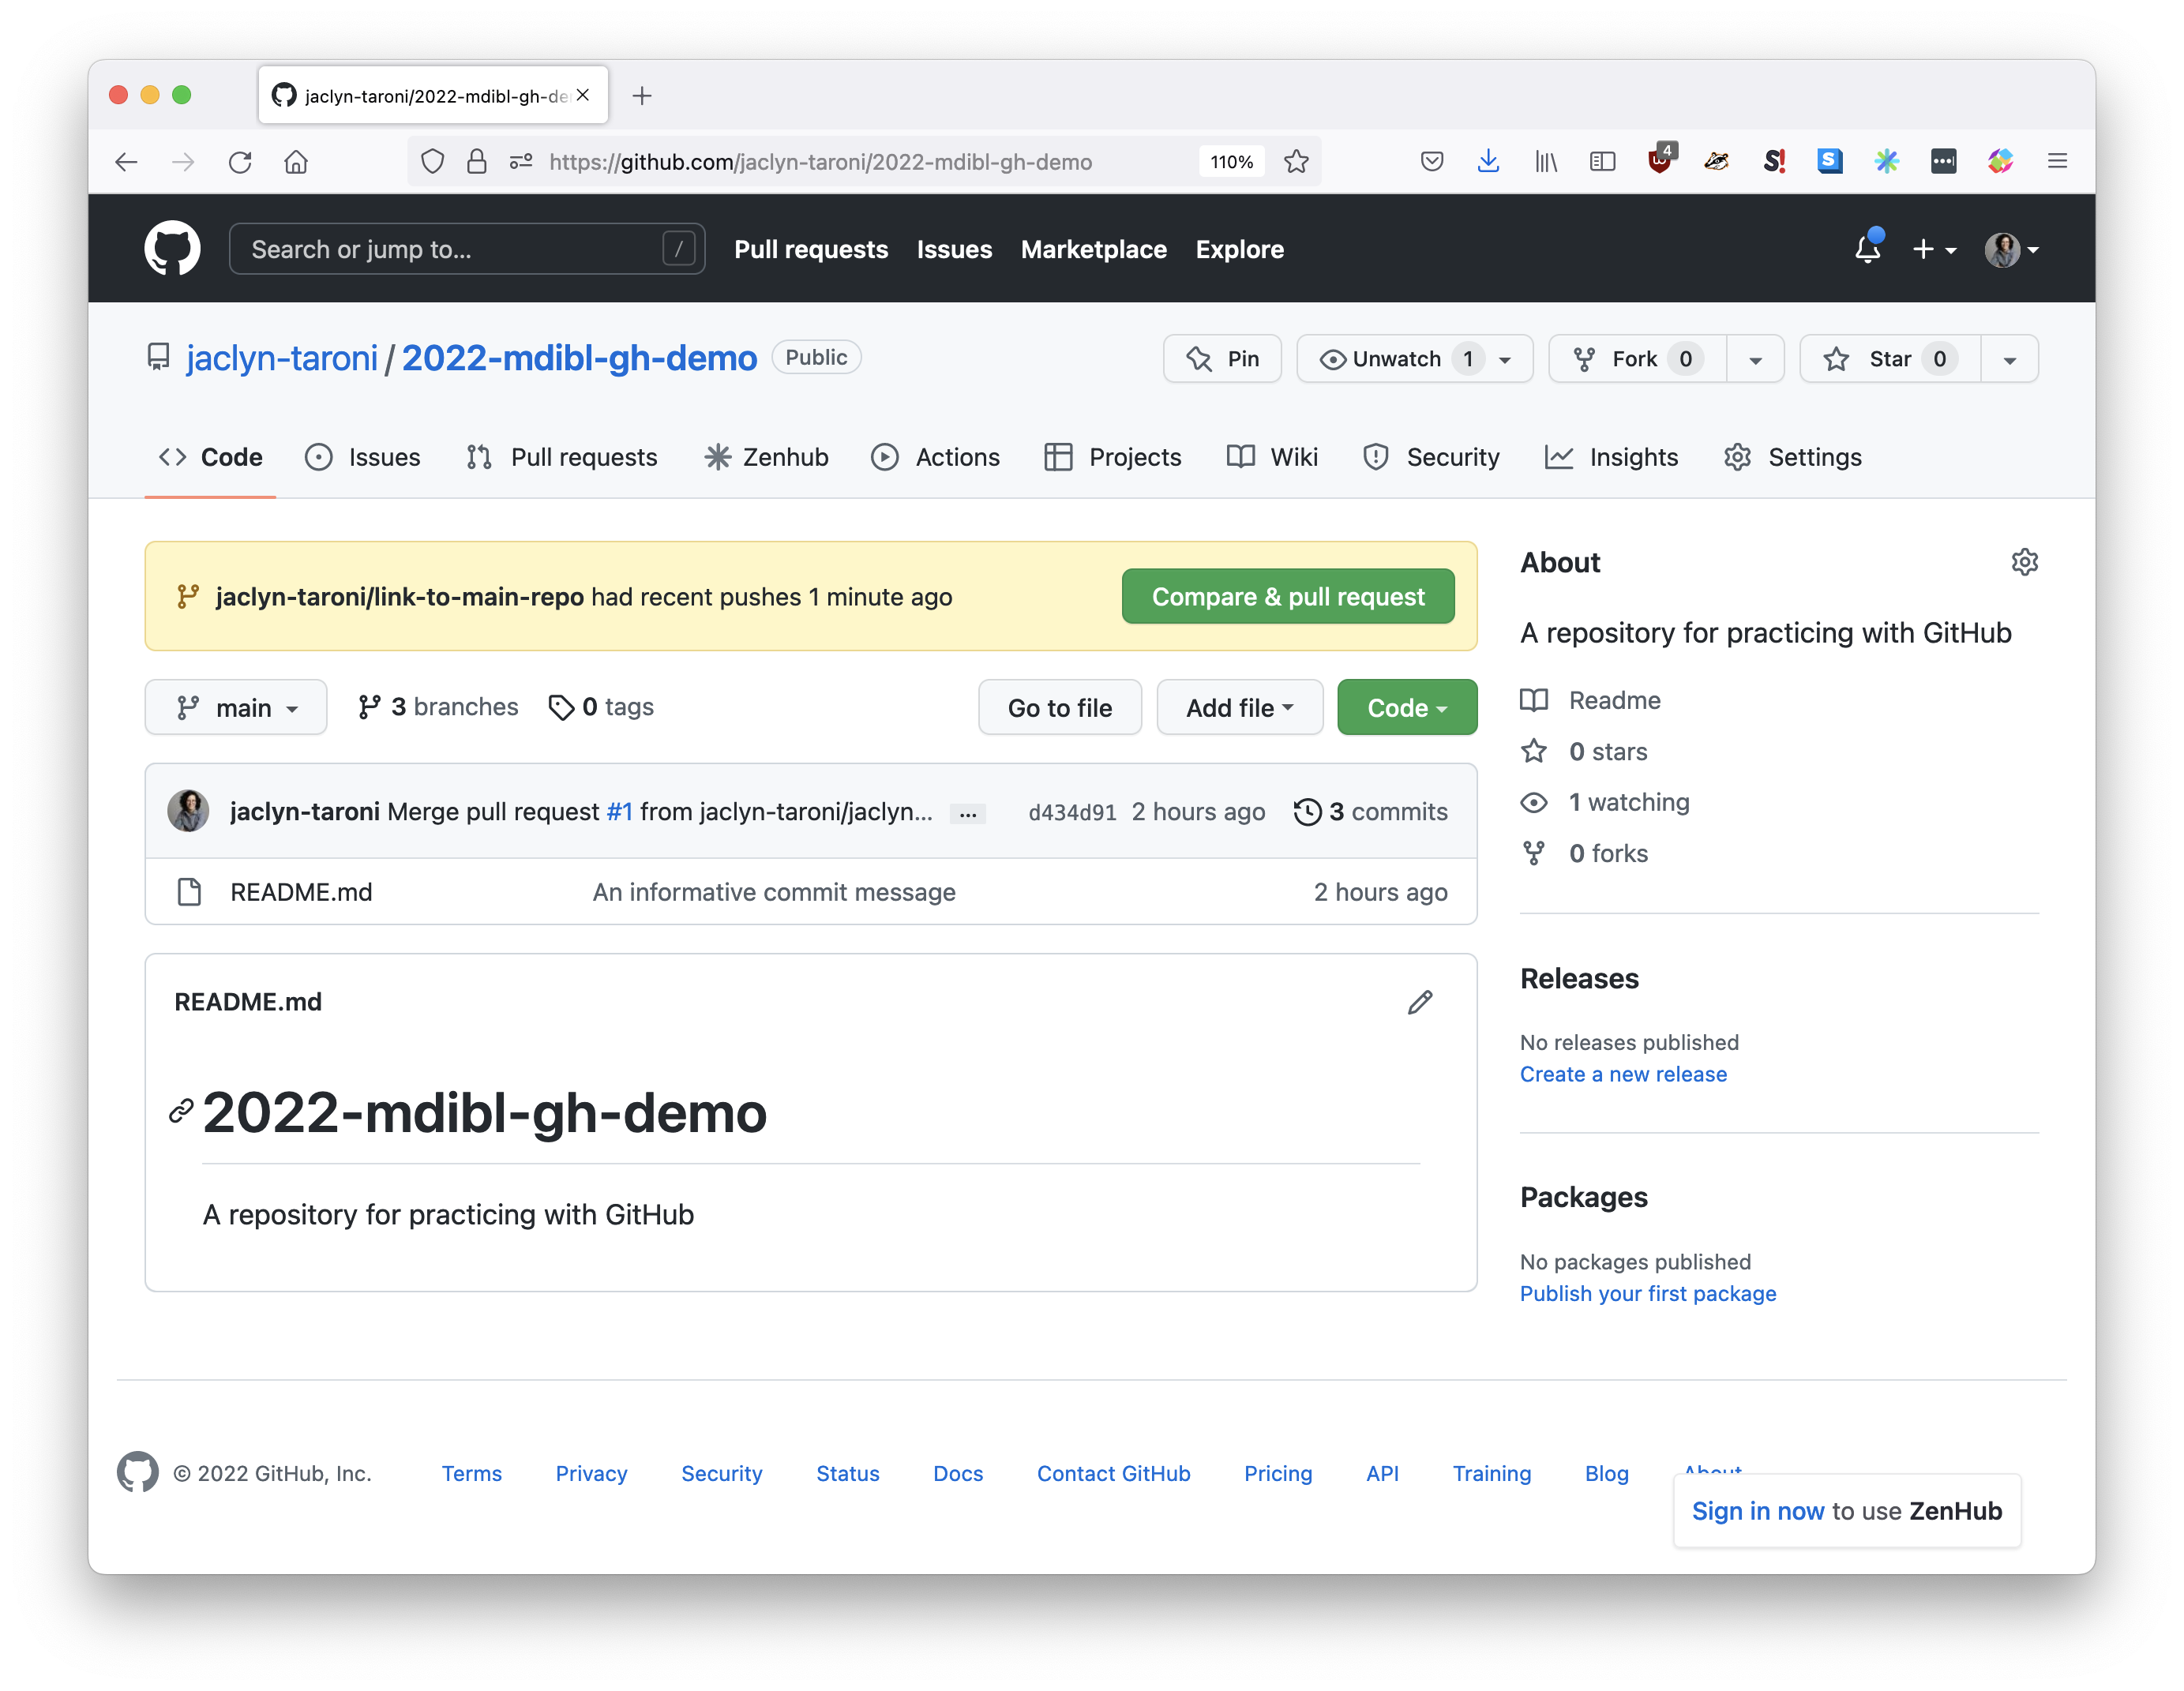 jaclyn-taroni/2022-mdibl-gh-de
https://github.com/jaclyn-taroni/2022-mdibl-gh-demo 110% 4 S! S
Search or jump to... / Pull requests Issues Marketplace Explore
jaclyn-taroni / 2022-mdibl-gh-demo Public Pin Unwatch 1 Fork 0 Star 0
Code Issues Pull requests Zenhub Actions Projects Wiki Security Insights Settings
jaclyn-taroni/link-to-main-repo had recent pushes 1 minute ago Compare & pull request
main 3 branches 0 tags Go to file Add file Code
jaclyn-taroni Merge pull request #1 from jaclyn-taroni/jaclyn... ... d434d91 2 hours ago 3 commits
README.md An informative commit message 2 hours ago
README.md
2022-mdibl-gh-demo
A repository for practicing with GitHub
About
A repository for practicing with GitHub
Readme
0 stars
1 watching
0 forks
Releases
No releases published
Create a new release
Packages
No packages published
Publish your first package
© 2022 GitHub, Inc. Terms Privacy Security Status Docs Contact GitHub Pricing API Training Blog About
Sign in now to use ZenHub